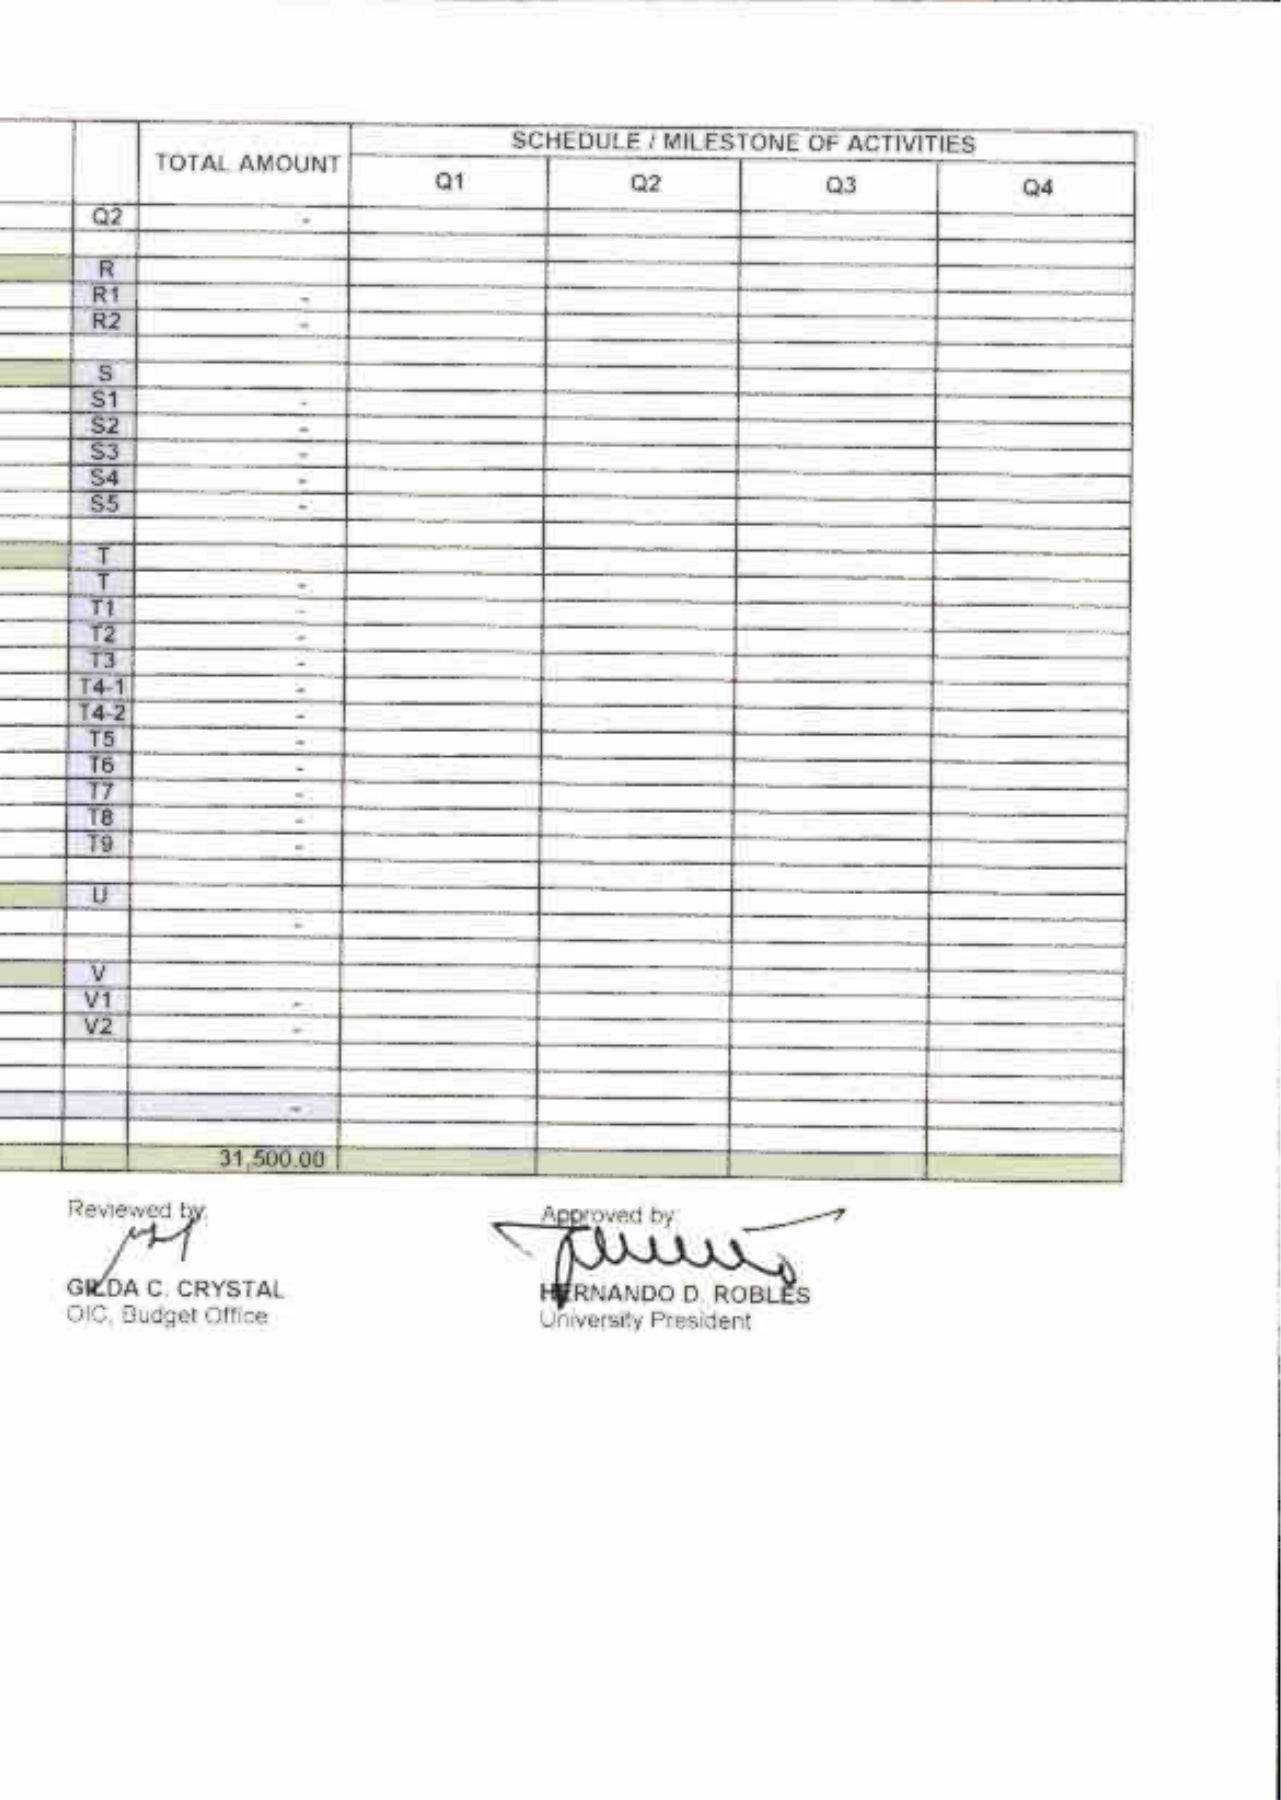 TOTAL AMOUNT
SCHEDULE / MILESTONE OF ACTIVITIES
Q1 Q2 Q3 Q4
Q2 -
R
R1 -
R2 -
S
S1 -
S2 -
S3 -
S4 -
S5 -
T
T -
T1 -
T2 -
T3 -
T4-1 -
T4-2 -
T5 -
T6 -
T7 -
T8 -
T9 -
U
-
V
V1 -
V2 -
-
31,500.00
Reviewed by:
GILDA C. CRYSTAL
OIC, Budget Office
Approved by:
HERNANDO D. ROBLES
University President